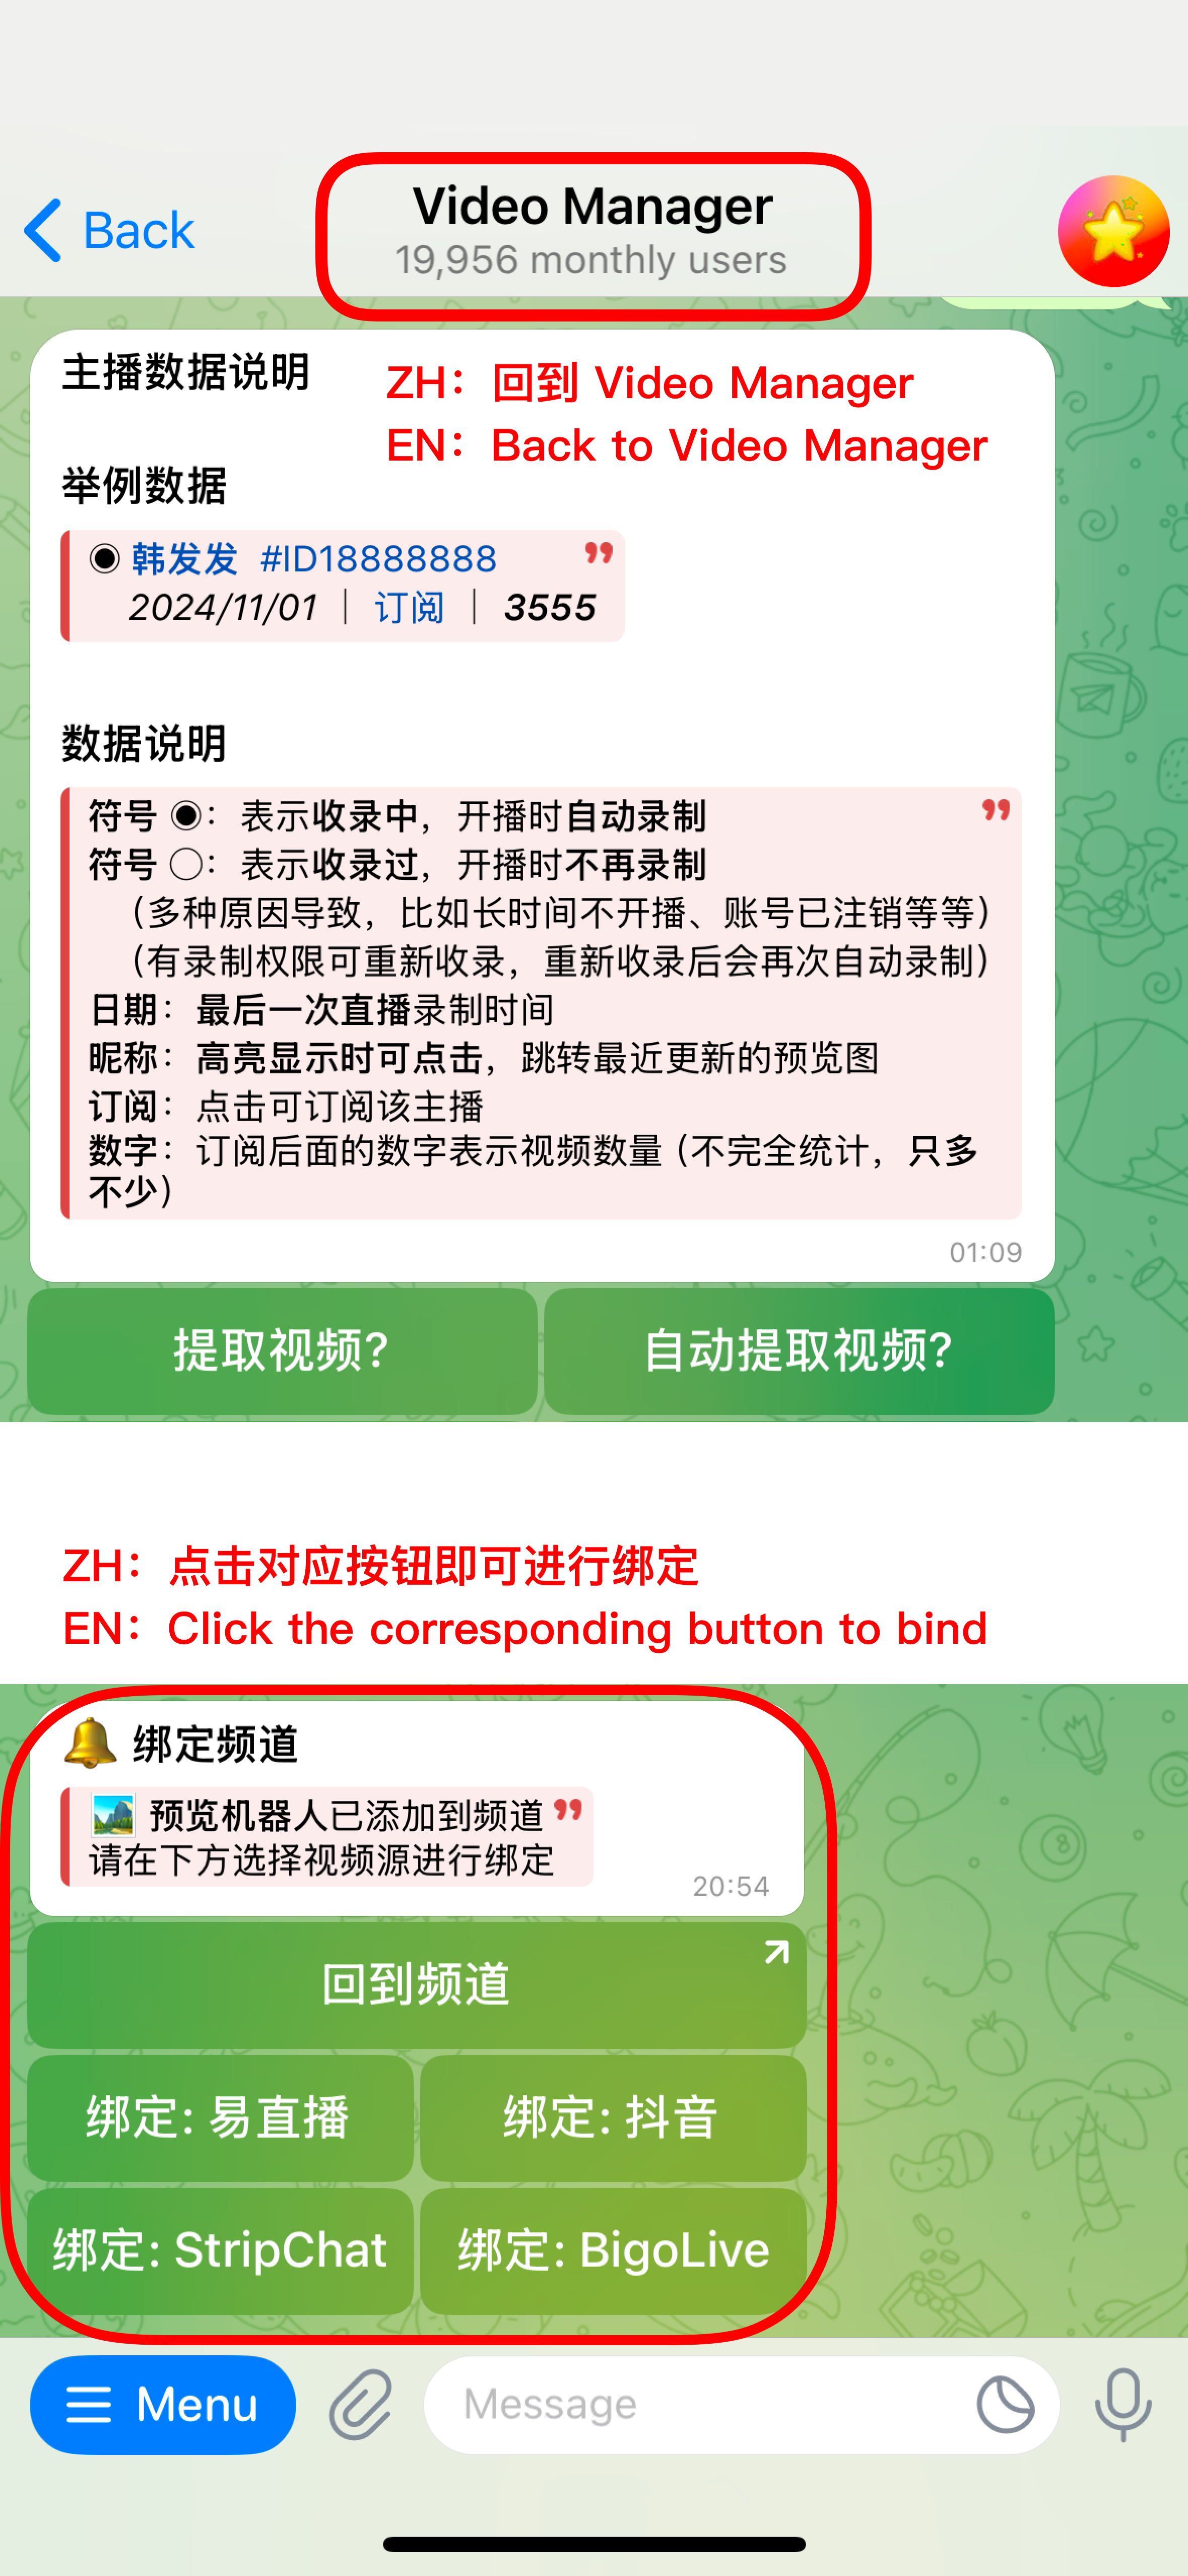 Back
Video Manager
19,956 monthly users
主播数据说明
ZH：回到 Video Manager
EN：Back to Video Manager
举例数据
◉ 韩发发 #ID18888888
2024/11/01 ｜ 订阅 ｜ 3555
数据说明
符号 ◉：表示收录中，开播时自动录制
符号 ○：表示收录过，开播时不再录制
（多种原因导致，比如长时间不开播、账号已注销等等）
（有录制权限可重新收录，重新收录后会再次自动录制）
日期：最后一次直播录制时间
昵称：高亮显示时可点击，跳转最近更新的预览图
订阅：点击可订阅该主播
数字：订阅后面的数字表示视频数量（不完全统计，只多
不少）
01:09
提取视频?
自动提取视频?
ZH：点击对应按钮即可进行绑定
EN：Click the corresponding button to bind
🔔 绑定频道
🏞 预览机器人已添加到频道
请在下方选择视频源进行绑定
20:54
回到频道
绑定: 易直播
绑定: 抖音
绑定: StripChat
绑定: BigoLive
Menu
Message